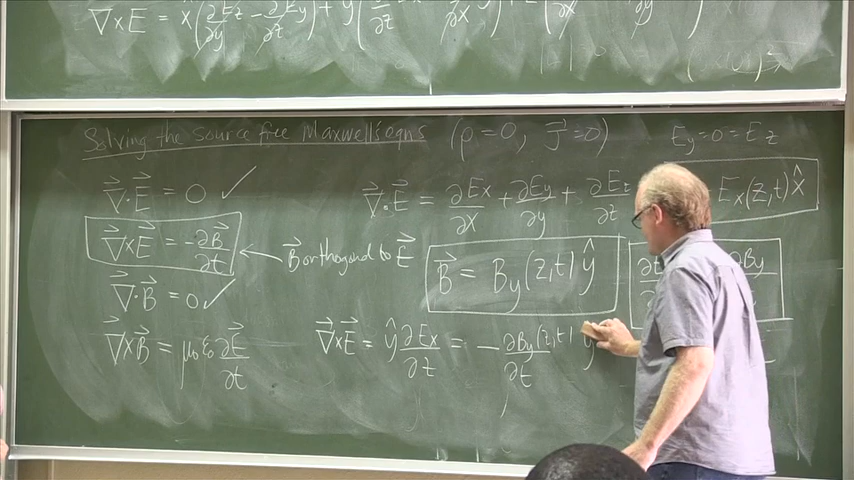 ∇×E = x̂(∂Ez/∂y − ∂Ey/∂z) + ŷ(
Solving the source free Maxwell's eqns (ρ=0, J⃗=0) Ey=0=Ez
∇⃗·E⃗ = 0 ✓
∇⃗·E⃗ = ∂Ex/∂x + ∂Ey/∂y + ∂Ez/∂z
Ex(z,t)x̂
∇⃗×E⃗ = −∂B⃗/∂t
B⃗ orthogonal to E⃗
B⃗ = By(z,t) ŷ
∂By
∇⃗·B⃗ = 0 ✓
∇⃗×B⃗ = μ₀ε₀ ∂E⃗/∂t
∇⃗×E⃗ = ŷ ∂Ex/∂z = − ∂By(z,t)/∂t ŷ